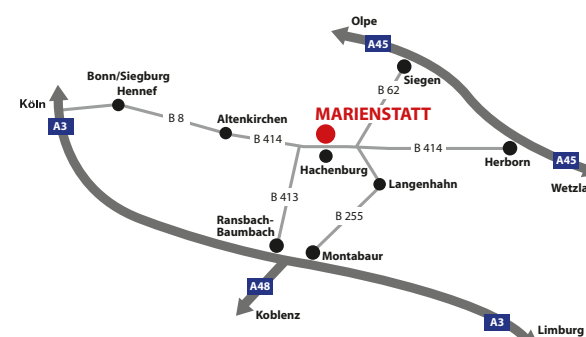 Olpe
A45
Siegen
Bonn/Siegburg
Hennef
Köln
A3
B 8
B 62
Altenkirchen
MARIENSTATT
B 414
B 414
Herborn
A45
Hachenburg
Langenhahn
Wetzla
B 413
B 255
Ransbach-
Baumbach
Montabaur
A48
Koblenz
A3
Limburg